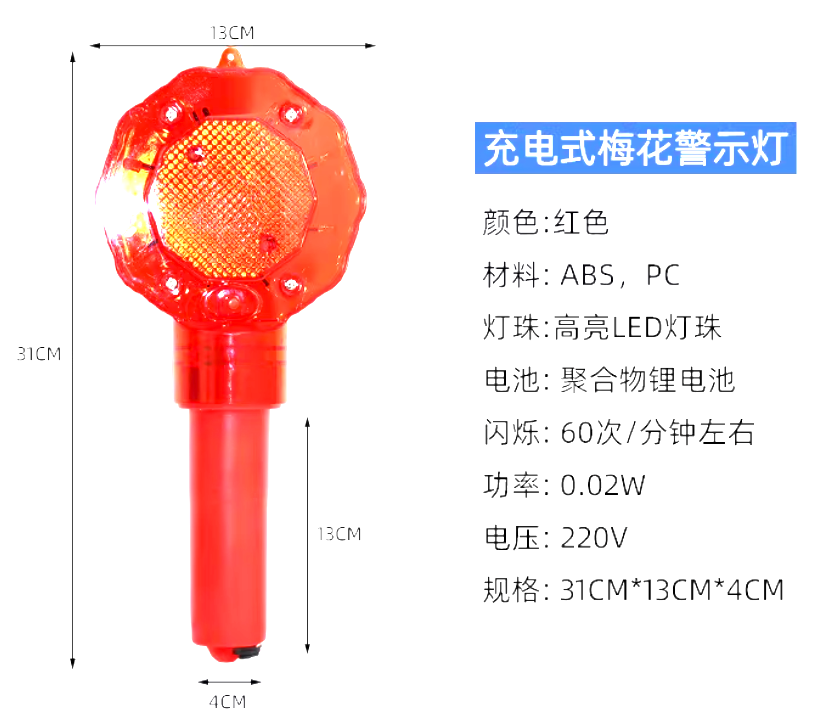 13CM
31CM
13CM
4CM
充电式梅花警示灯
颜色:红色
材料: ABS，PC
灯珠:高亮LED灯珠
电池: 聚合物锂电池
闪烁: 60次/分钟左右
功率: 0.02W
电压: 220V
规格: 31CM*13CM*4CM